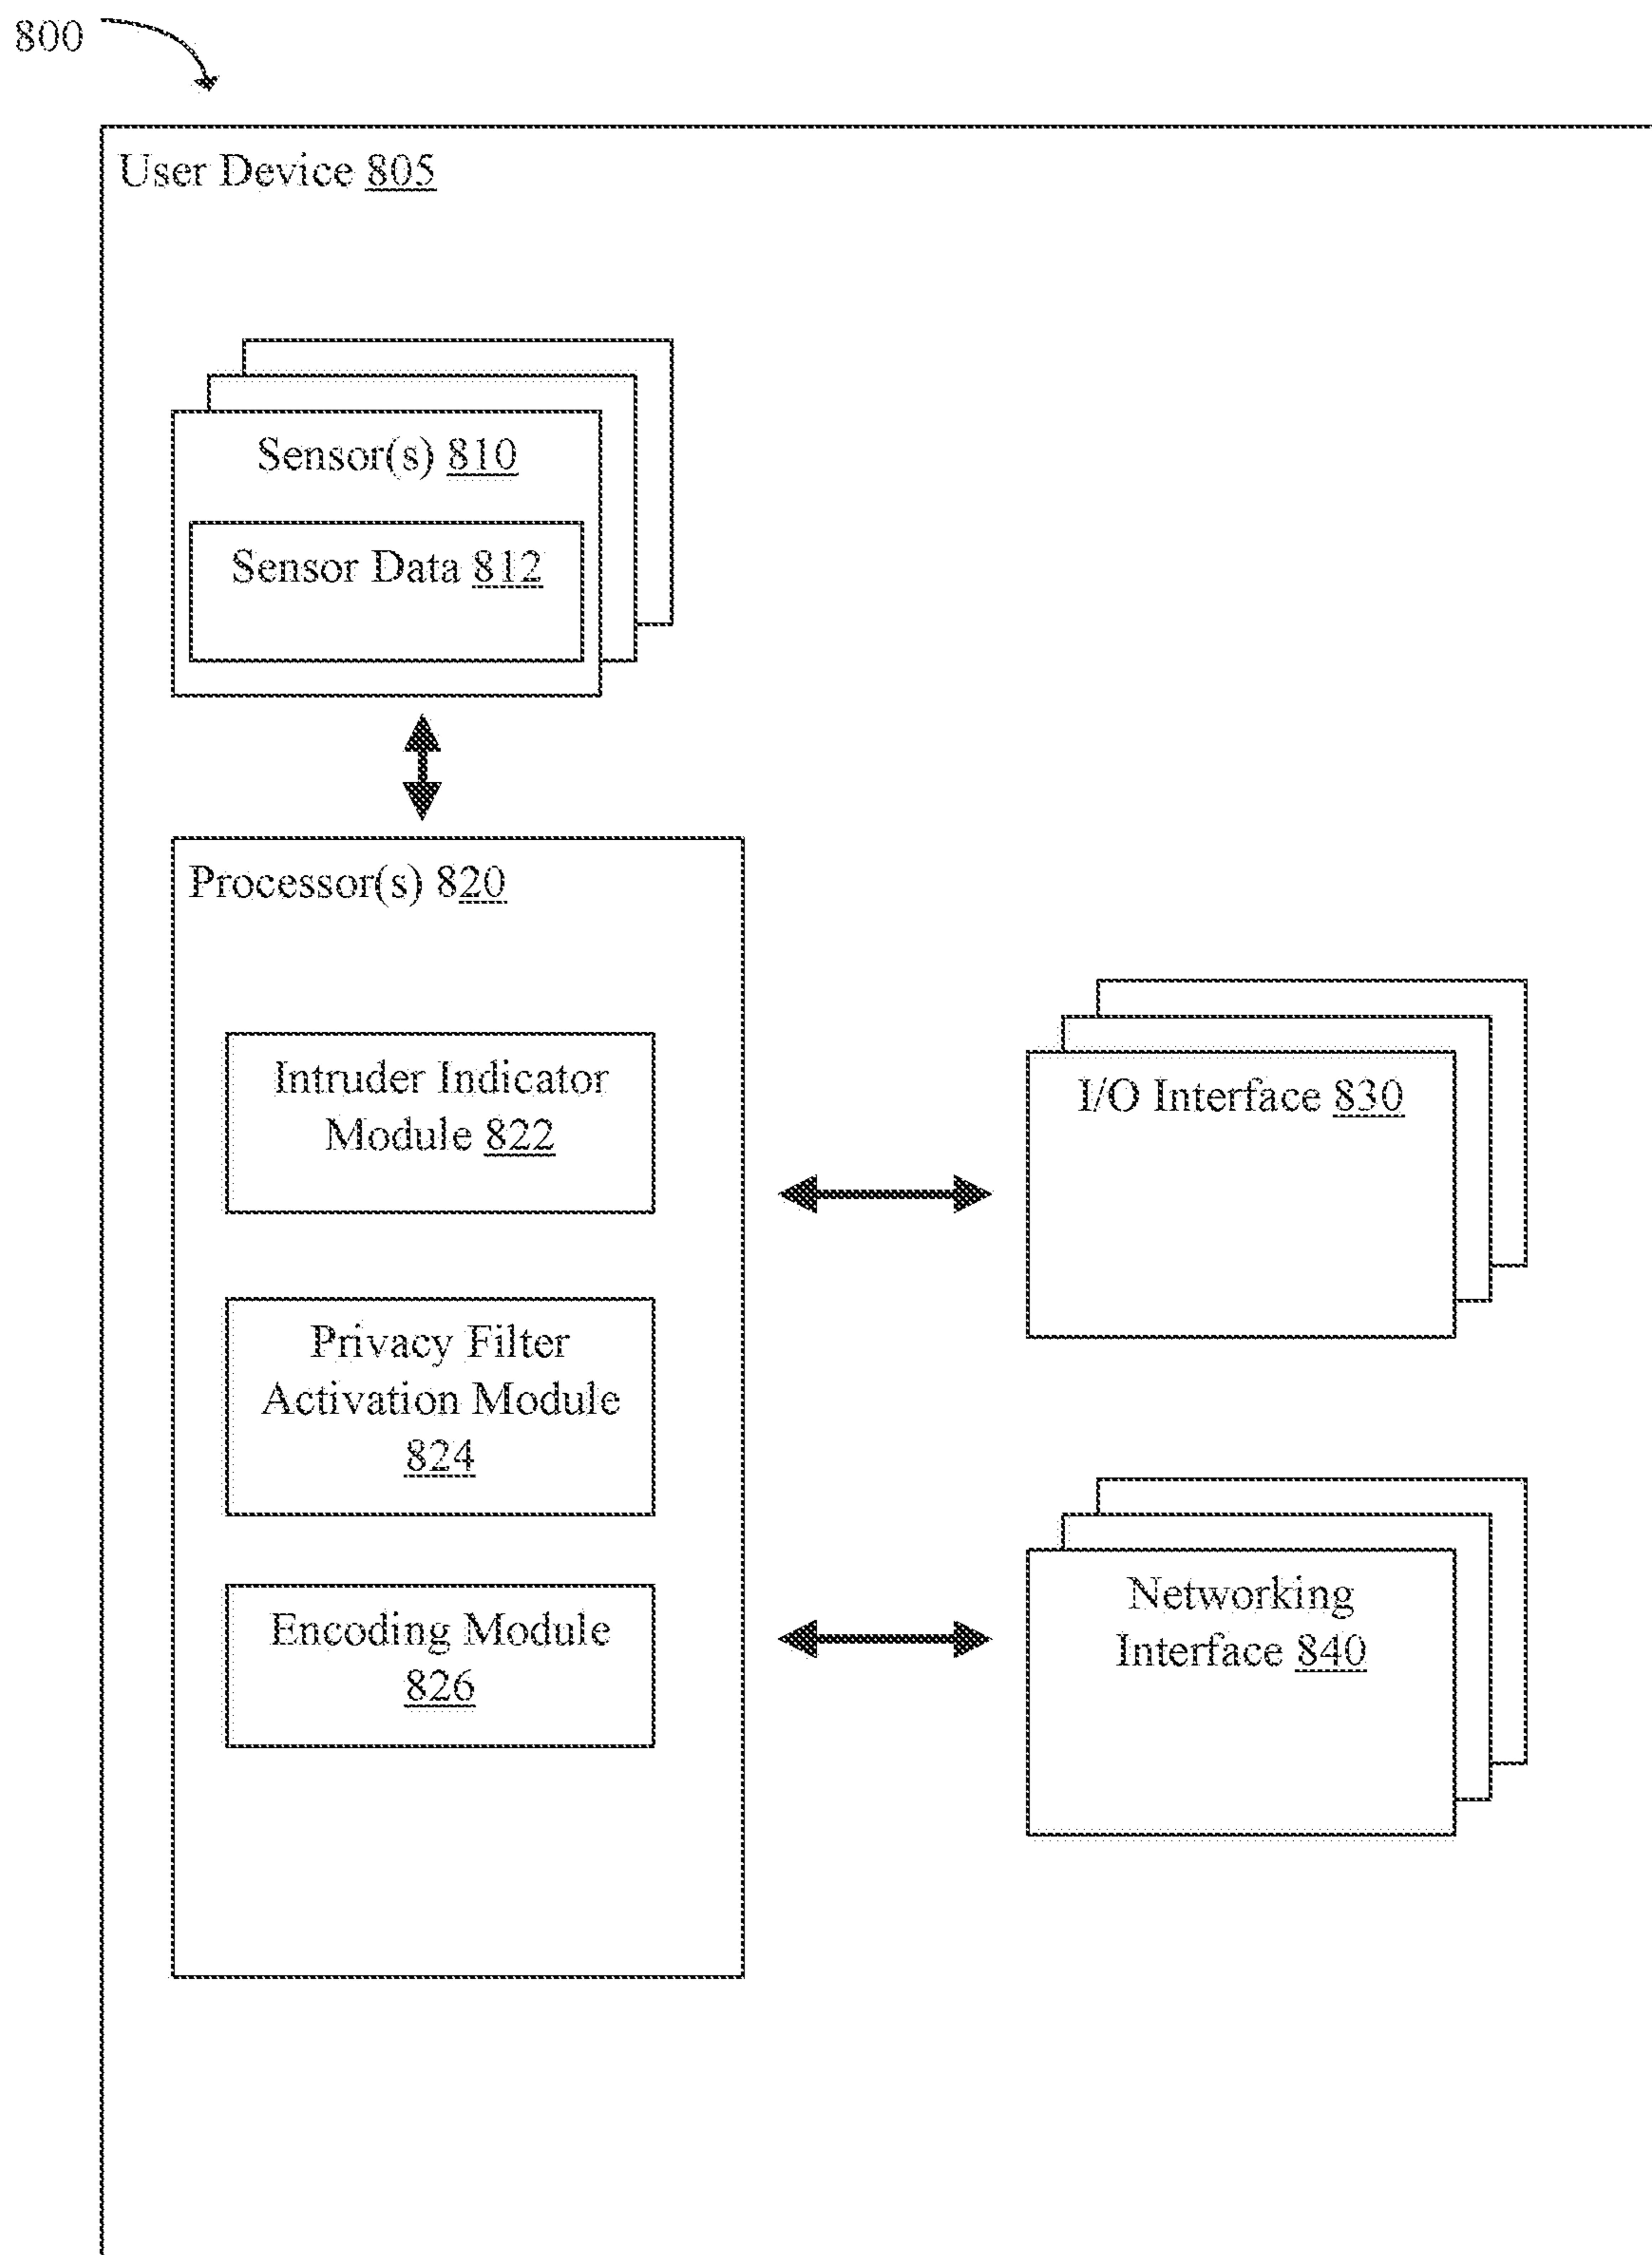 800
User Device 805
Sensor(s) 810
Sensor Data 812
Processor(s) 820
Intruder Indicator
Module 822
Privacy Filter
Activation Module
824
Encoding Module
826
I/O Interface 830
Networking
Interface 840